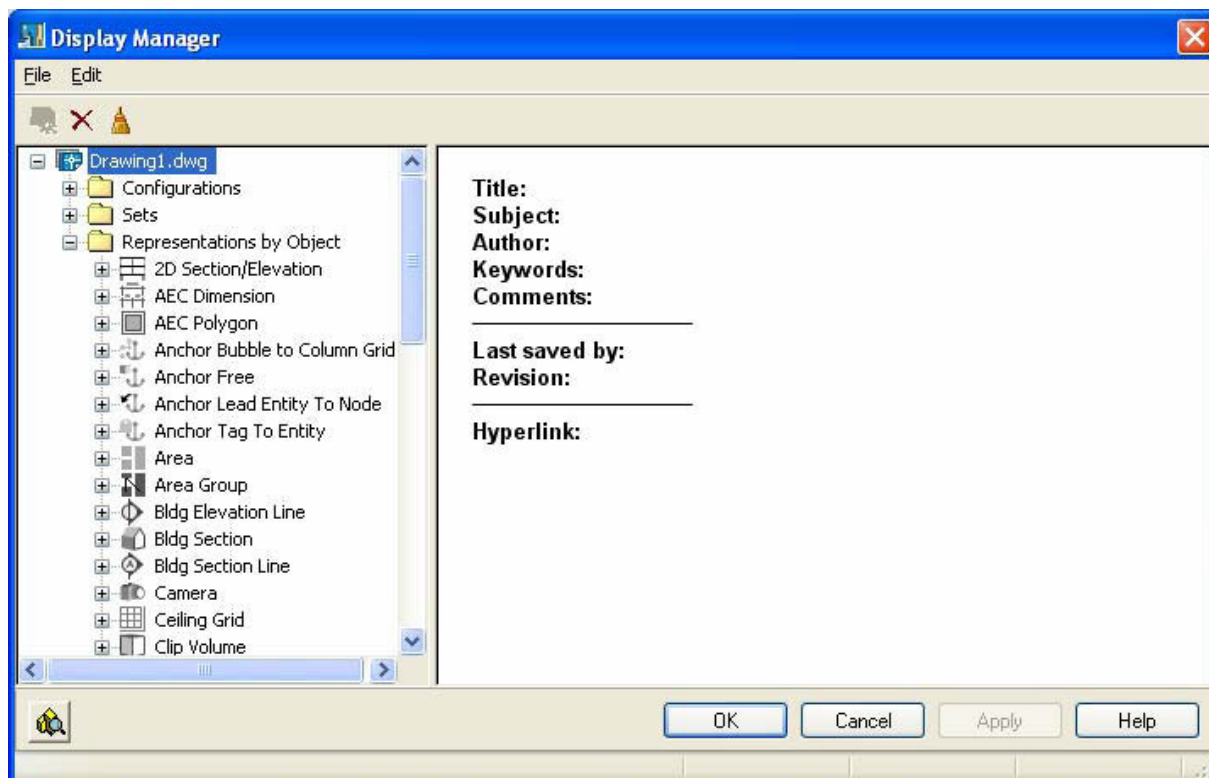 Display Manager
File Edit
Drawing1.dwg
Configurations
Sets
Representations by Object
2D Section/Elevation
AEC Dimension
AEC Polygon
Anchor Bubble to Column Grid
Anchor Free
Anchor Lead Entity To Node
Anchor Tag To Entity
Area
Area Group
Bldg Elevation Line
Bldg Section
Bldg Section Line
Camera
Ceiling Grid
Clip Volume
Title:
Subject:
Author:
Keywords:
Comments:
Last saved by:
Revision:
Hyperlink:
OK Cancel Apply Help